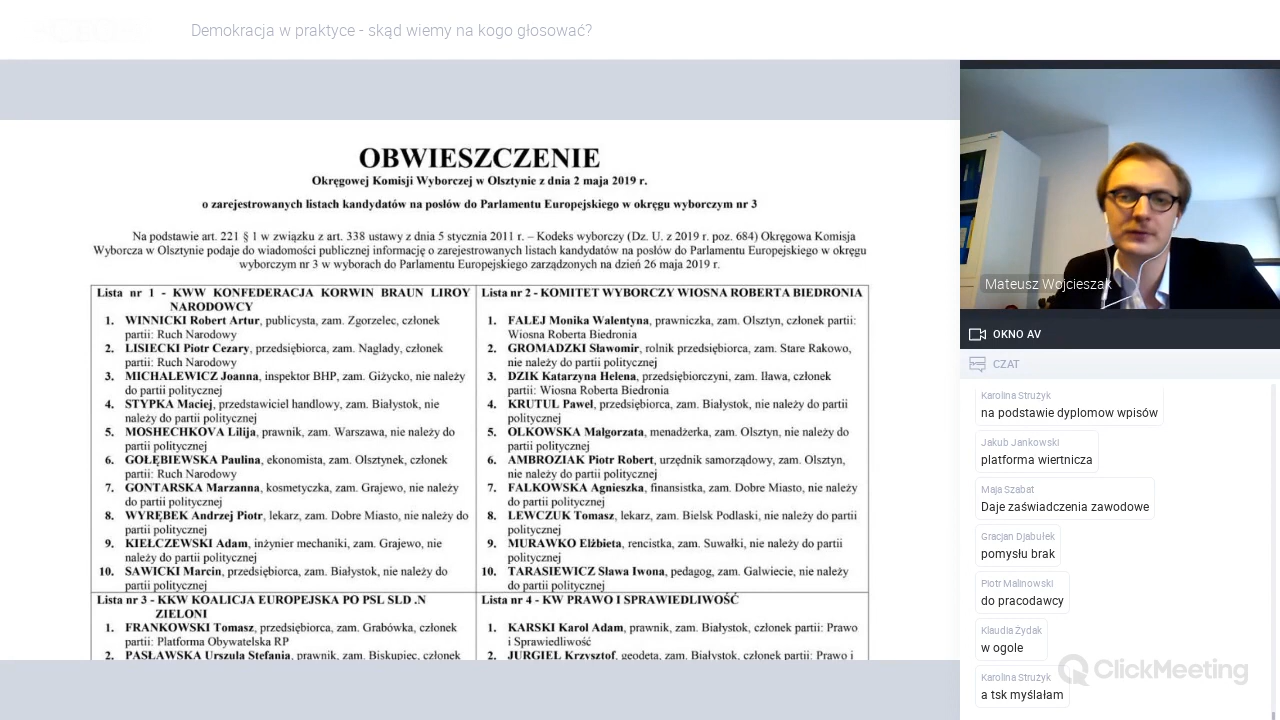 Demokracja w praktyce - skąd wiemy na kogo głosować?
OBWIESZCZENIE
Okręgowej Komisji Wyborczej w Olsztynie z dnia 2 maja 2019 r.
o zarejestrowanych listach kandydatów na posłów do Parlamentu Europejskiego w okręgu wyborczym nr 3
Na podstawie art. 221 § 1 w związku z art. 338 ustawy z dnia 5 stycznia 2011 r. – Kodeks wyborczy (Dz. U. z 2019 r. poz. 684) Okręgowa Komisja
Wyborcza w Olsztynie podaje do wiadomości publicznej informację o zarejestrowanych listach kandydatów na posłów do Parlamentu Europejskiego w okręgu
wyborczym nr 3 w wyborach do Parlamentu Europejskiego zarządzonych na dzień 26 maja 2019 r.
Lista nr 1 - KWW KONFEDERACJA KORWIN BRAUN LIROY
NARODOWCY
1. WINNICKI Robert Artur, publicysta, zam. Zgorzelec, członek
partii: Ruch Narodowy
2. LISIECKI Piotr Cezary, przedsiębiorca, zam. Naglady, członek
partii: Ruch Narodowy
3. MICHALEWICZ Joanna, inspektor BHP, zam. Giżycko, nie należy
do partii politycznej
4. STYPKA Maciej, przedstawiciel handlowy, zam. Białystok, nie
należy do partii politycznej
5. MOSHECHKOVA Lilija, prawnik, zam. Warszawa, nie należy do
partii politycznej
6. GOŁĘBIEWSKA Paulina, ekonomista, zam. Olsztynek, członek
partii: Ruch Narodowy
7. GONTARSKA Marzanna, kosmetyczka, zam. Grajewo, nie należy
do partii politycznej
8. WYRĘBEK Andrzej Piotr, lekarz, zam. Dobre Miasto, nie należy do
partii politycznej
9. KIEŁCZEWSKI Adam, inżynier mechaniki, zam. Grajewo, nie
należy do partii politycznej
10. SAWICKI Marcin, przedsiębiorca, zam. Białystok, nie należy do
partii politycznej
Lista nr 2 - KOMITET WYBORCZY WIOSNA ROBERTA BIEDRONIA
1. FALEJ Monika Walentyna, prawniczka, zam. Olsztyn, członek partii:
Wiosna Roberta Biedronia
2. GROMADZKI Sławomir, rolnik przedsiębiorca, zam. Stare Rakowo,
nie należy do partii politycznej
3. DZIK Katarzyna Helena, przedsiębiorczyni, zam. Iława, członek
partii: Wiosna Roberta Biedronia
4. KRUTUL Paweł, przedsiębiorca, zam. Białystok, nie należy do partii
politycznej
5. OLKOWSKA Małgorzata, menadżerka, zam. Olsztyn, nie należy do
partii politycznej
6. AMBROZIAK Piotr Robert, urzędnik samorządowy, zam. Olsztyn,
nie należy do partii politycznej
7. FALKOWSKA Agnieszka, finansistka, zam. Dobre Miasto, nie należy
do partii politycznej
8. LEWCZUK Tomasz, lekarz, zam. Bielsk Podlaski, nie należy do partii
politycznej
9. MURAWKO Elżbieta, rencistka, zam. Suwałki, nie należy do partii
politycznej
10. TARASIEWICZ Sława Iwona, pedagog, zam. Galwiecie, nie należy
do partii politycznej
Lista nr 3 - KKW KOALICJA EUROPEJSKA PO PSL SLD .N
ZIELONI
1. FRANKOWSKI Tomasz, przedsiębiorca, zam. Grabówka, członek
partii: Platforma Obywatelska RP
2. PASŁAWSKA Urszula Stefania, prawnik, zam. Biskupiec, członek
Lista nr 4 - KW PRAWO I SPRAWIEDLIWOŚĆ
1. KARSKI Karol Adam, prawnik, zam. Białystok, członek partii: Prawo
i Sprawiedliwość
2. JURGIEL Krzysztof, geodeta, zam. Białystok, członek partii: Prawo i
Mateusz Wojcieszak
OKNO AV
CZAT
Karolina Strużyk
na podstawie dyplomow wpisów
Jakub Jankowski
platforma wiertnicza
Maja Szabat
Daje zaświadczenia zawodowe
Gracjan Djabułek
pomysłu brak
Piotr Malinowski
do pracodawcy
Klaudia Żydak
w ogole
Karolina Strużyk
a tsk myślałam
ClickMeeting